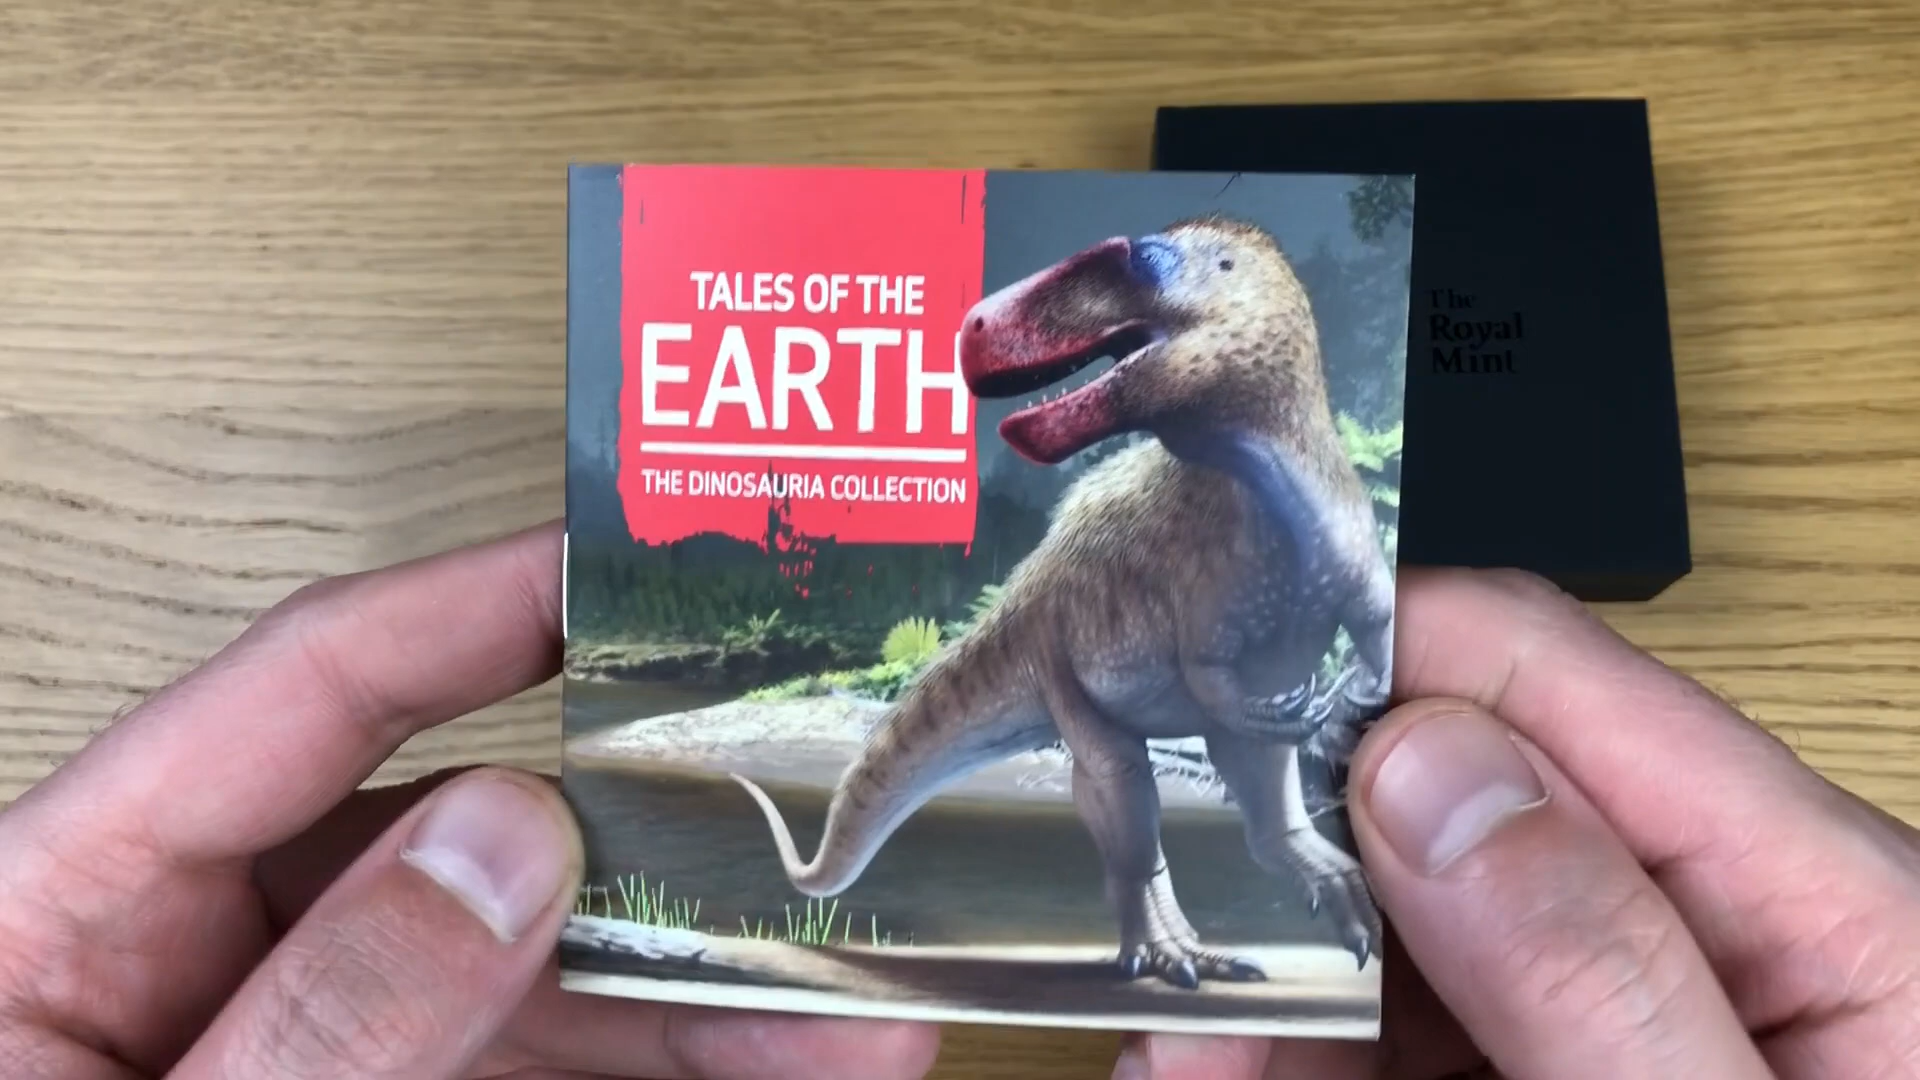 TALES OF THE
EARTH
THE DINOSAURIA COLLECTION
The
Royal
Mint